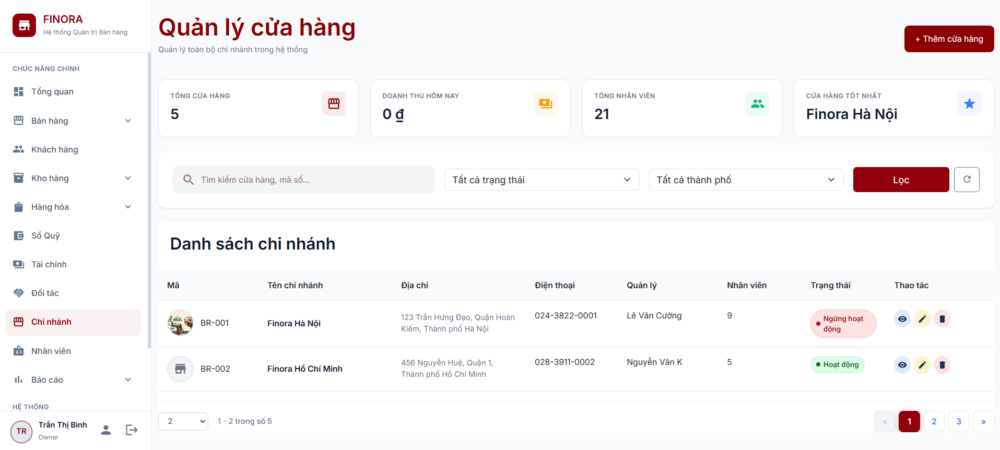 FINORA
Hệ thống Quản trị Bán hàng
CHỨC NĂNG CHÍNH
Tổng quan
Bán hàng
Khách hàng
Kho hàng
Hàng hóa
Sổ Quỹ
Tài chính
Đối tác
Chi nhánh
Nhân viên
Báo cáo
HỆ THỐNG
TR
Trần Thị Bình
Owner
Quản lý cửa hàng
Quản lý toàn bộ chi nhánh trong hệ thống
+ Thêm cửa hàng
TỔNG CỬA HÀNG
5
DOANH THU HÔM NAY
0 ₫
TỔNG NHÂN VIÊN
21
CỬA HÀNG TỐT NHẤT
Finora Hà Nội
Tìm kiếm cửa hàng, mã số...
Tất cả trạng thái
Tất cả thành phố
Lọc
Danh sách chi nhánh
Mã Tên chi nhánh Địa chỉ Điện thoại Quản lý Nhân viên Trạng thái Thao tác
BR-001 Finora Hà Nội 123 Trần Hưng Đạo, Quận Hoàn 024-3822-0001 Lê Văn Cường 9 Ngừng hoạt
Kiếm, Thành phố Hà Nội động
BR-002 Finora Hồ Chí Minh 456 Nguyễn Huệ, Quận 1, 028-3911-0002 Nguyễn Văn K 5 Hoạt động
Thành phố Hồ Chí Minh
2 1 - 2 trong số 5
« 1 2 3 »